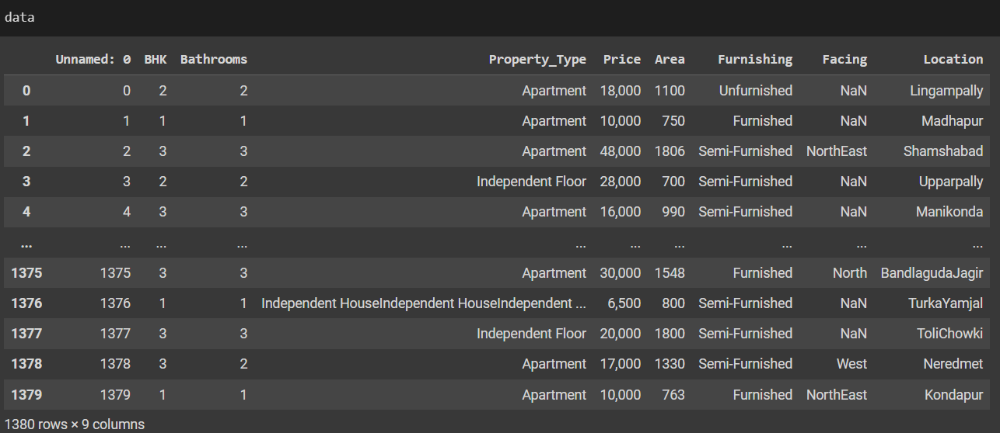 data
Unnamed: 0 BHK Bathrooms Property_Type Price Area Furnishing Facing Location
0 0 2 2 Apartment 18,000 1100 Unfurnished NaN Lingampally
1 1 1 1 Apartment 10,000 750 Furnished NaN Madhapur
2 2 3 3 Apartment 48,000 1806 Semi-Furnished NorthEast Shamshabad
3 3 2 2 Independent Floor 28,000 700 Semi-Furnished NaN Upparpally
4 4 3 3 Apartment 16,000 990 Semi-Furnished NaN Manikonda
... ... ... ... ... ... ... ... ... ...
1375 1375 3 3 Apartment 30,000 1548 Furnished North BandlagudaJagir
1376 1376 1 1 Independent HouseIndependent HouseIndependent ... 6,500 800 Semi-Furnished NaN TurkaYamjal
1377 1377 3 3 Independent Floor 20,000 1800 Semi-Furnished NaN ToliChowki
1378 1378 3 2 Apartment 17,000 1330 Semi-Furnished West Neredmet
1379 1379 1 1 Apartment 10,000 763 Furnished NorthEast Kondapur
1380 rows × 9 columns